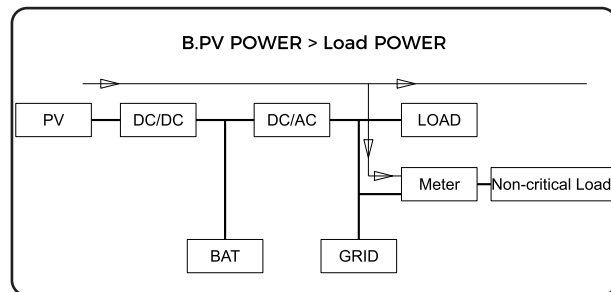 B.PV POWER > Load POWER
PV
DC/DC
DC/AC
LOAD
Meter
Non-critical Load
BAT
GRID